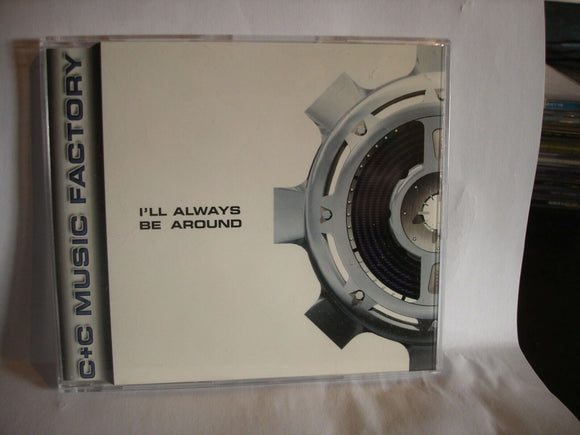 C+C MUSIC FACTORY
I'LL ALWAYS
BE AROUND